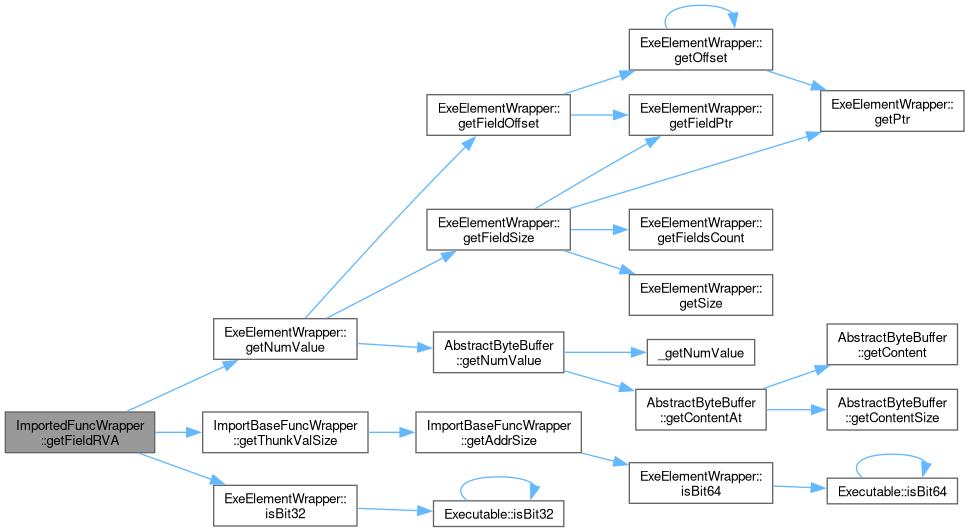 ExeElementWrapper::
getOffset
ExeElementWrapper::
getFieldOffset
ExeElementWrapper::
getFieldPtr
ExeElementWrapper::
getPtr
ExeElementWrapper::
getFieldSize
ExeElementWrapper::
getFieldsCount
ExeElementWrapper::
getSize
ExeElementWrapper::
getNumValue
AbstractByteBuffer
::getNumValue
_getNumValue
AbstractByteBuffer
::getContent
AbstractByteBuffer
::getContentAt
AbstractByteBuffer
::getContentSize
ImportedFuncWrapper
::getFieldRVA
ImportBaseFuncWrapper
::getThunkValSize
ImportBaseFuncWrapper
::getAddrSize
ExeElementWrapper::
isBit64
Executable::isBit64
ExeElementWrapper::
isBit32
Executable::isBit32